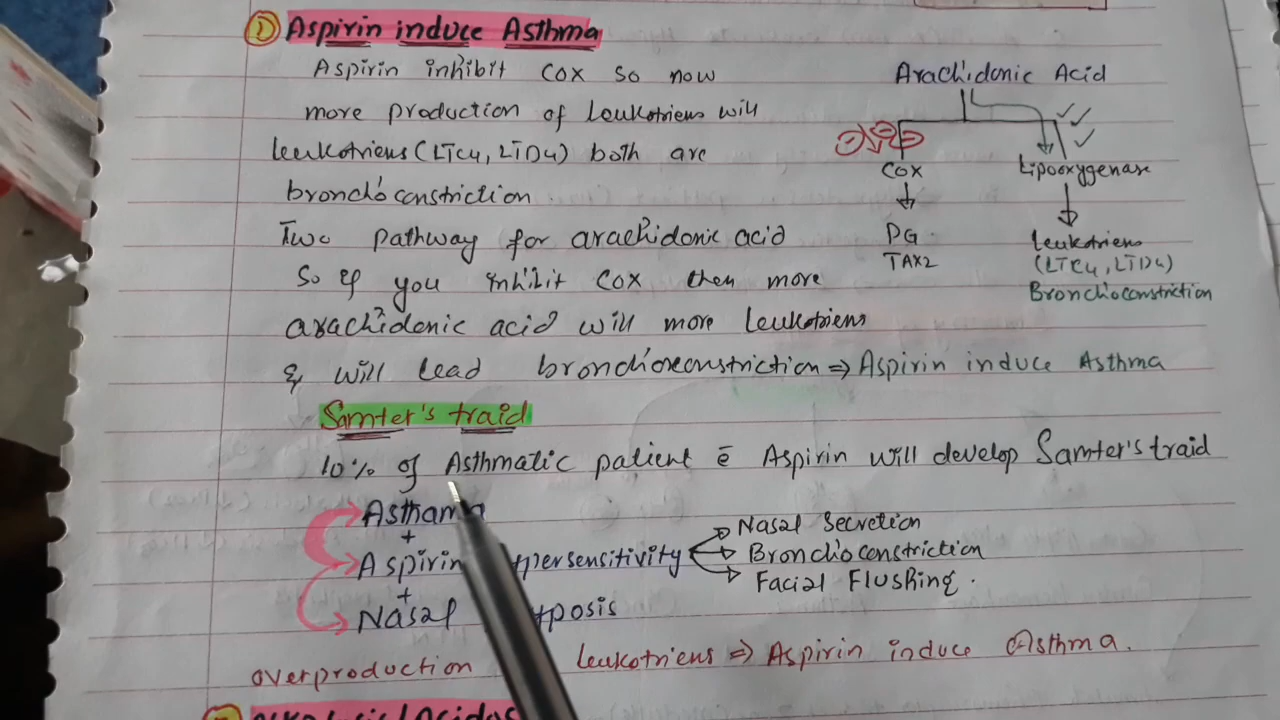 ① Aspirin induce Asthma
Aspirin inhibit COX so now
more production of leukotriens will
leukotriens (LTC4, LTD4) both are
bronchoconstriction
Two pathway for arachidonic acid
So if you inhibit COX then more
arachidonic acid will more leukotriens
& will lead bronchioconstriction ⇒ Aspirin induce Asthma
Arachidonic Acid
COX
Lipooxygenase
PG
TAX2
leukotriens
(LTC4, LTD4)
Bronchoconstriction
Samter's traid
10% of Asthmatic patient c̄ Aspirin will develop Samter's traid
Asthama
+
Aspirin
+
Nasal
Nasal Secretion
Bronchoconstriction
Facial Flushing.
overproduction leukotriens ⇒ Aspirin induce Asthma.